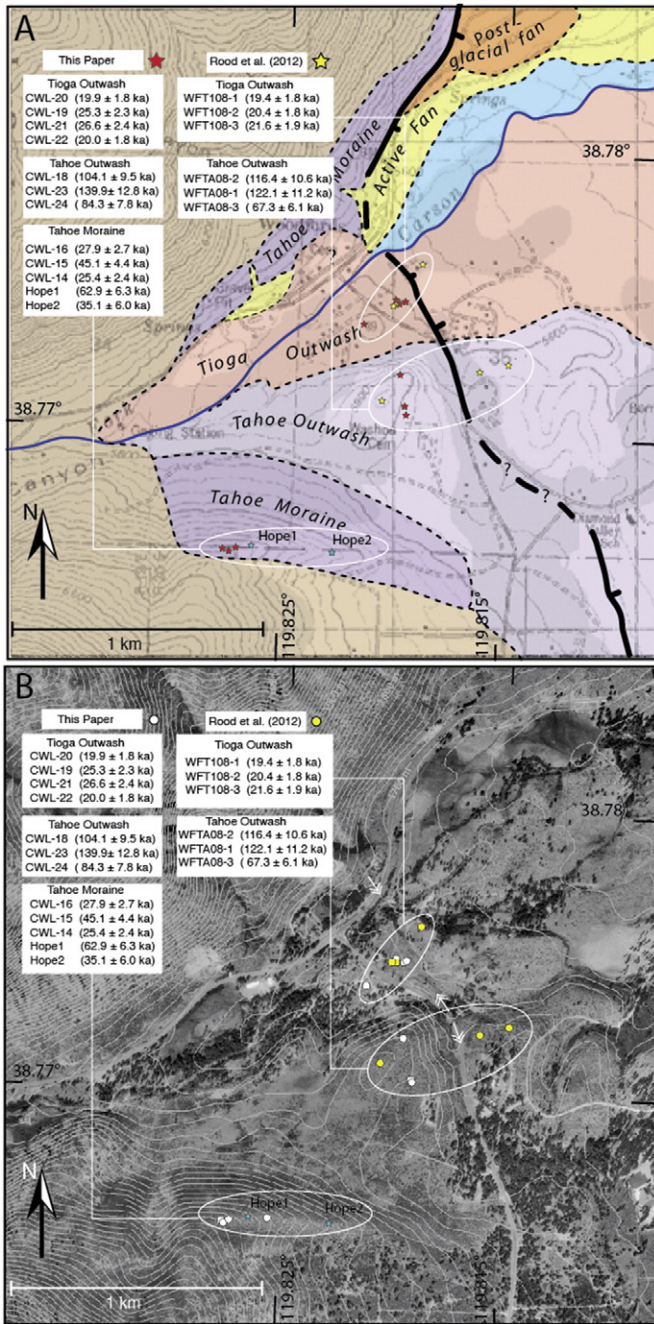 A
This Paper
Rood et al. (2012)
Tioga Outwash
CWL-20 (19.9 ± 1.8 ka)
CWL-19 (25.3 ± 2.3 ka)
CWL-21 (26.6 ± 2.4 ka)
CWL-22 (20.0 ± 1.8 ka)
Tioga Outwash
WFT108-1 (19.4 ± 1.8 ka)
WFT108-2 (20.4 ± 1.8 ka)
WFT108-3 (21.6 ± 1.9 ka)
Tahoe Outwash
CWL-18 (104.1 ± 9.5 ka)
CWL-23 (139.9± 12.8 ka)
CWL-24 ( 84.3 ± 7.8 ka)
Tahoe Outwash
WFTA08-2 (116.4 ± 10.6 ka)
WFTA08-1 (122.1 ± 11.2 ka)
WFTA08-3 ( 67.3 ± 6.1 ka)
Tahoe Moraine
CWL-16 (27.9 ± 2.7 ka)
CWL-15 (45.1 ± 4.4 ka)
CWL-14 (25.4 ± 2.4 ka)
Hope1 (62.9 ± 6.3 ka)
Hope2 (35.1 ± 6.0 ka)
Post-
glacial fan
Active Fan
Tahoe Moraine
Springs
Carson
38.78°
Springs
Tioga Outwash
5600
35
38.77°
Station
Tahoe Outwash
Washoe
Cem
Canyon
? ?
Diamond
Valley
Sch
Tahoe Moraine
Hope1
Hope2
N
6600
1 km
119.825°
119.815°
B
This Paper
Rood et al. (2012)
Tioga Outwash
CWL-20 (19.9 ± 1.8 ka)
CWL-19 (25.3 ± 2.3 ka)
CWL-21 (26.6 ± 2.4 ka)
CWL-22 (20.0 ± 1.8 ka)
Tioga Outwash
WFT108-1 (19.4 ± 1.8 ka)
WFT108-2 (20.4 ± 1.8 ka)
WFT108-3 (21.6 ± 1.9 ka)
Tahoe Outwash
CWL-18 (104.1 ± 9.5 ka)
CWL-23 (139.9± 12.8 ka)
CWL-24 ( 84.3 ± 7.8 ka)
Tahoe Outwash
WFTA08-2 (116.4 ± 10.6 ka)
WFTA08-1 (122.1 ± 11.2 ka)
WFTA08-3 ( 67.3 ± 6.1 ka)
Tahoe Moraine
CWL-16 (27.9 ± 2.7 ka)
CWL-15 (45.1 ± 4.4 ka)
CWL-14 (25.4 ± 2.4 ka)
Hope1 (62.9 ± 6.3 ka)
Hope2 (35.1 ± 6.0 ka)
38.78
38.77°
N
Hope1
Hope2
1 km
119.825°
119.815°